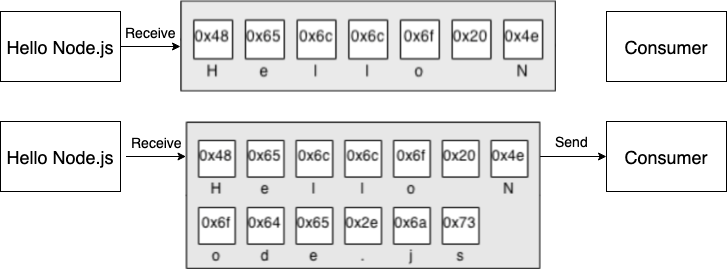 Hello Node.js
Receive
0x48 0x65 0x6c 0x6c 0x6f 0x20 0x4e
H e l l o N
Consumer
Hello Node.js
Receive
0x48 0x65 0x6c 0x6c 0x6f 0x20 0x4e
H e l l o N
0x6f 0x64 0x65 0x2e 0x6a 0x73
o d e . j s
Send
Consumer